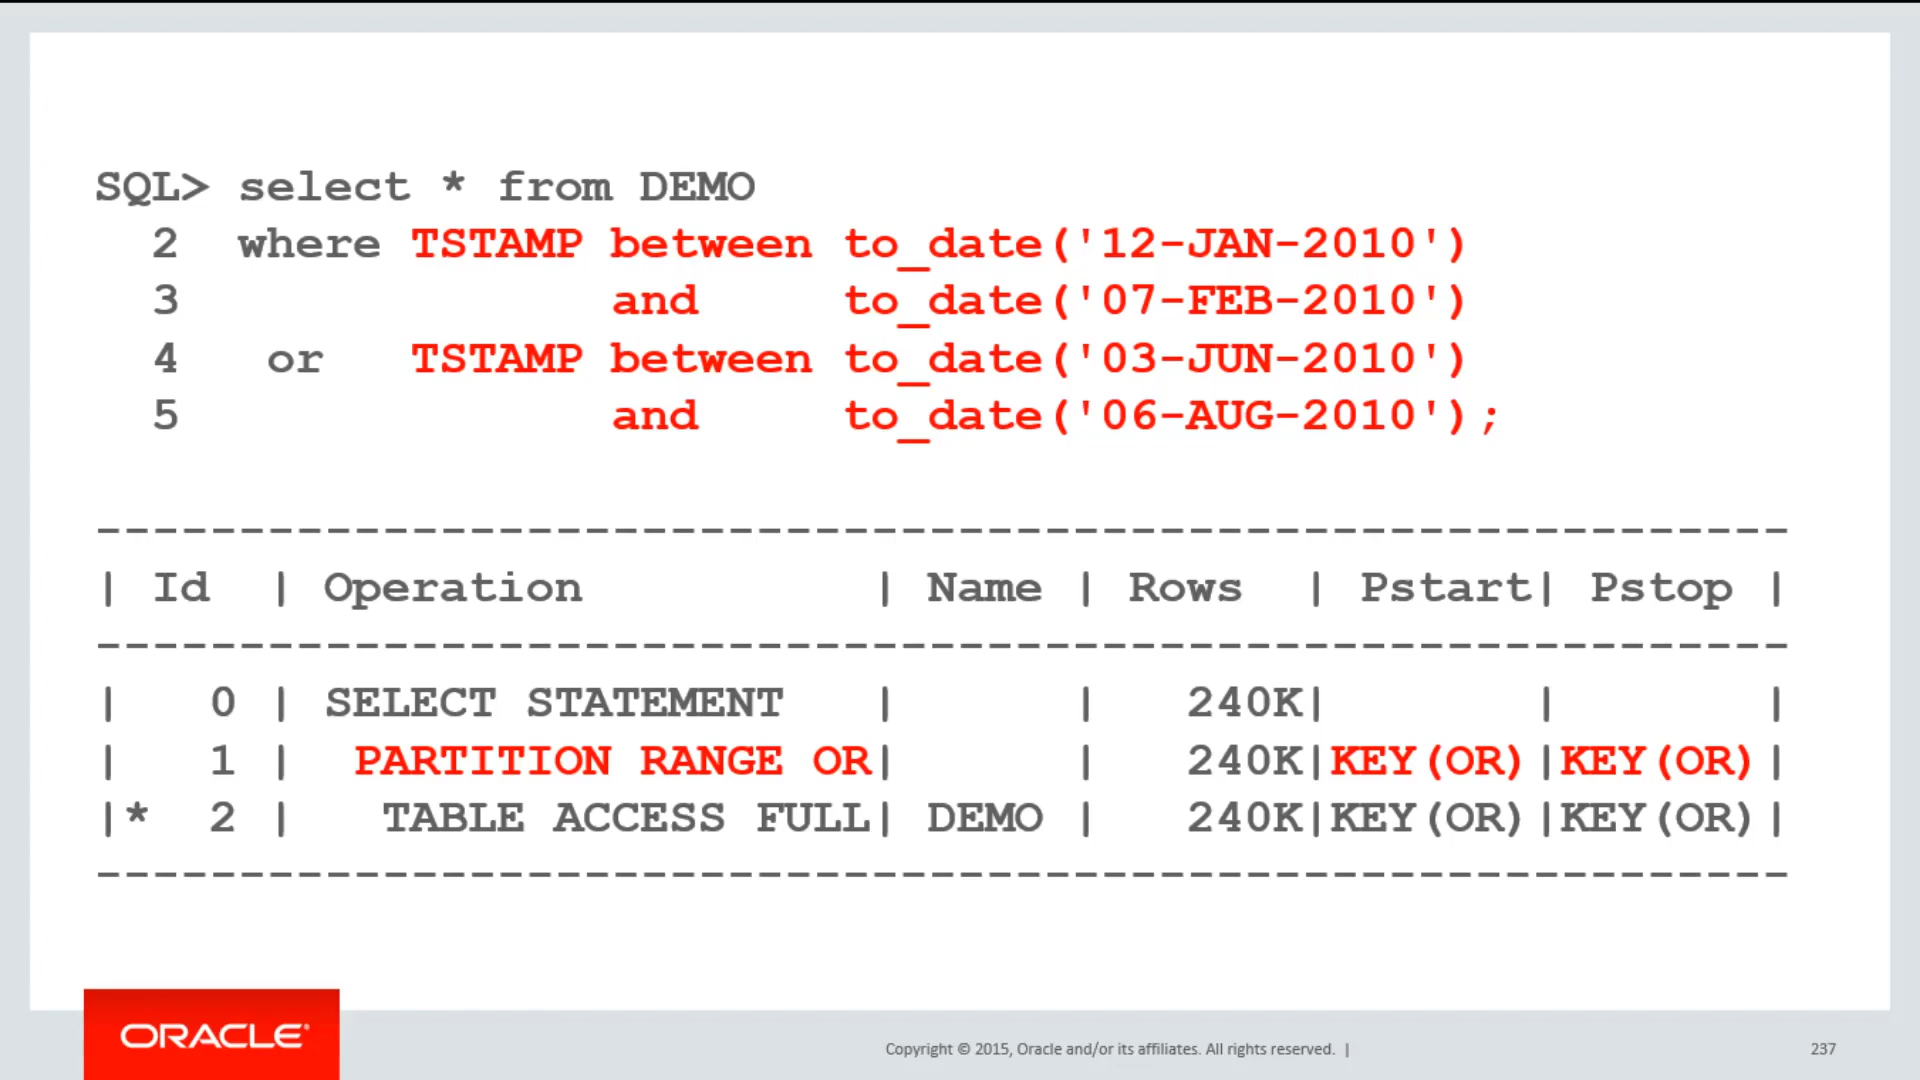 SQL> select * from DEMO
  2  where TSTAMP between to_date('12-JAN-2010')
  3               and     to_date('07-FEB-2010')
  4   or   TSTAMP between to_date('03-JUN-2010')
  5               and     to_date('06-AUG-2010');
-----------------------------------------------------------
| Id  | Operation          | Name | Rows  | Pstart| Pstop |
-----------------------------------------------------------
|   0 | SELECT STATEMENT   |      |   240K|       |       |
|   1 |  PARTITION RANGE OR|      |   240K|KEY(OR)|KEY(OR)|
|*  2 |   TABLE ACCESS FULL| DEMO |   240K|KEY(OR)|KEY(OR)|
-----------------------------------------------------------
ORACLE®
Copyright © 2015, Oracle and/or its affiliates. All rights reserved. |
237